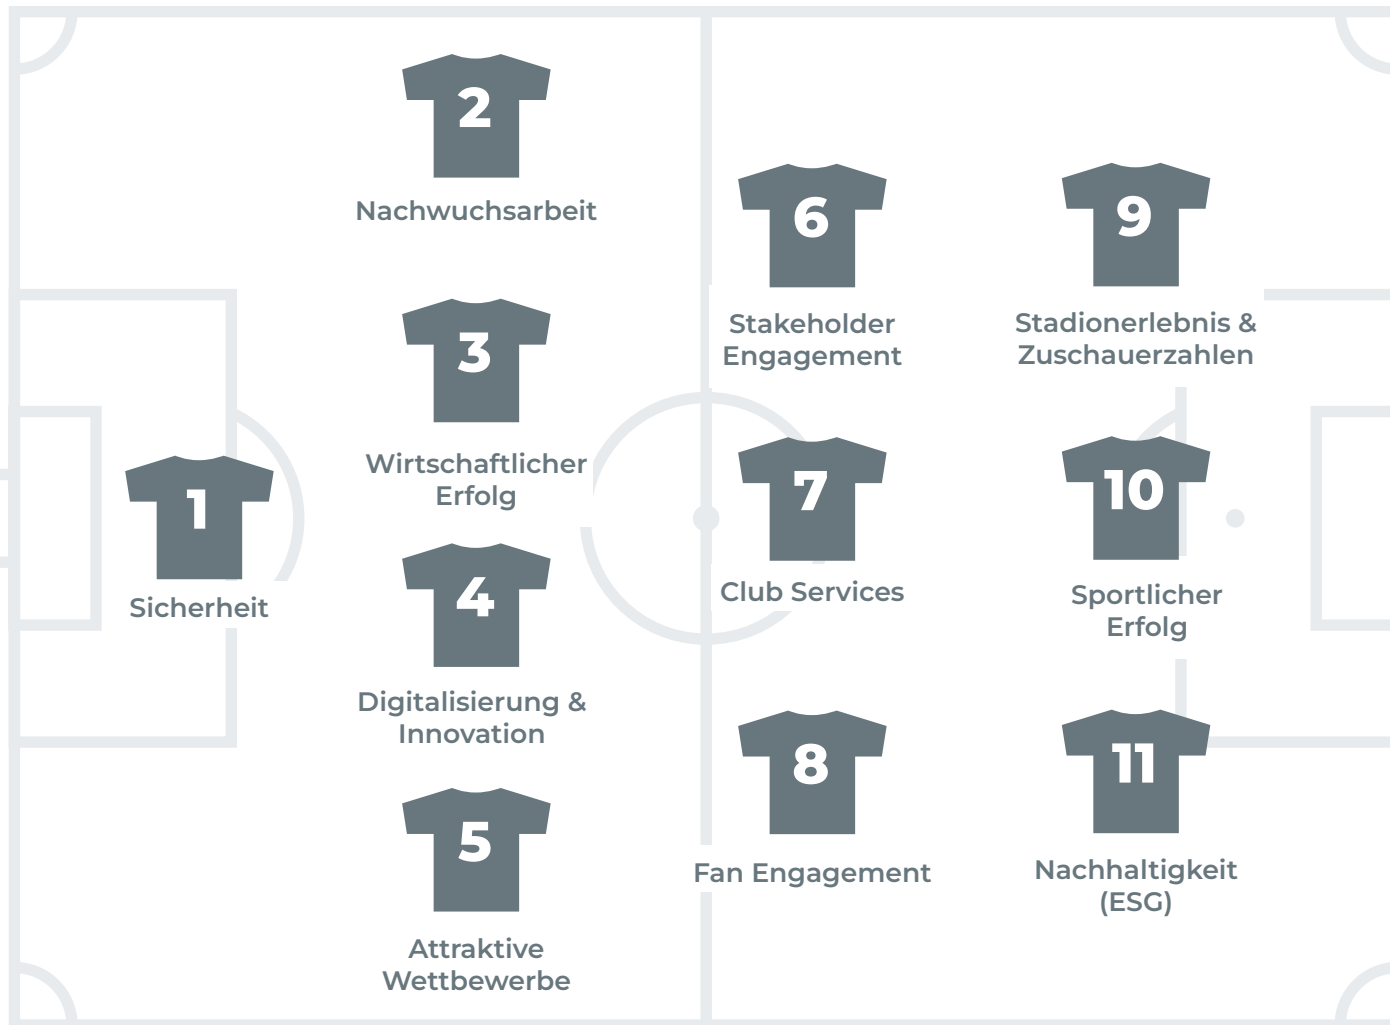 1
Sicherheit
2
Nachwuchsarbeit
3
Wirtschaftlicher
Erfolg
4
Digitalisierung &
Innovation
5
Attraktive
Wettbewerbe
6
Stakeholder
Engagement
7
Club Services
8
Fan Engagement
9
Stadionerlebnis &
Zuschauerzahlen
10
Sportlicher
Erfolg
11
Nachhaltigkeit
(ESG)